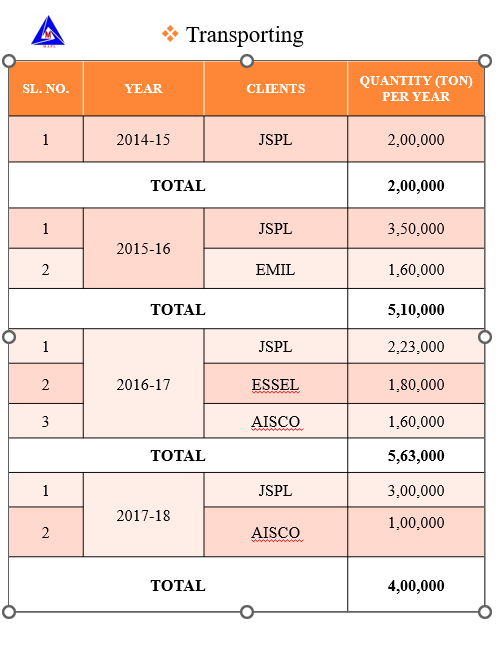 Transporting
SL. NO. YEAR CLIENTS QUANTITY (TON) PER YEAR
1 2014-15 JSPL 2,00,000
TOTAL 2,00,000
1 2015-16 JSPL 3,50,000
2 EMIL 1,60,000
TOTAL 5,10,000
1 2016-17 JSPL 2,23,000
2 ESSEL 1,80,000
3 AISCO 1,60,000
TOTAL 5,63,000
1 2017-18 JSPL 3,00,000
2 AISCO 1,00,000
TOTAL 4,00,000